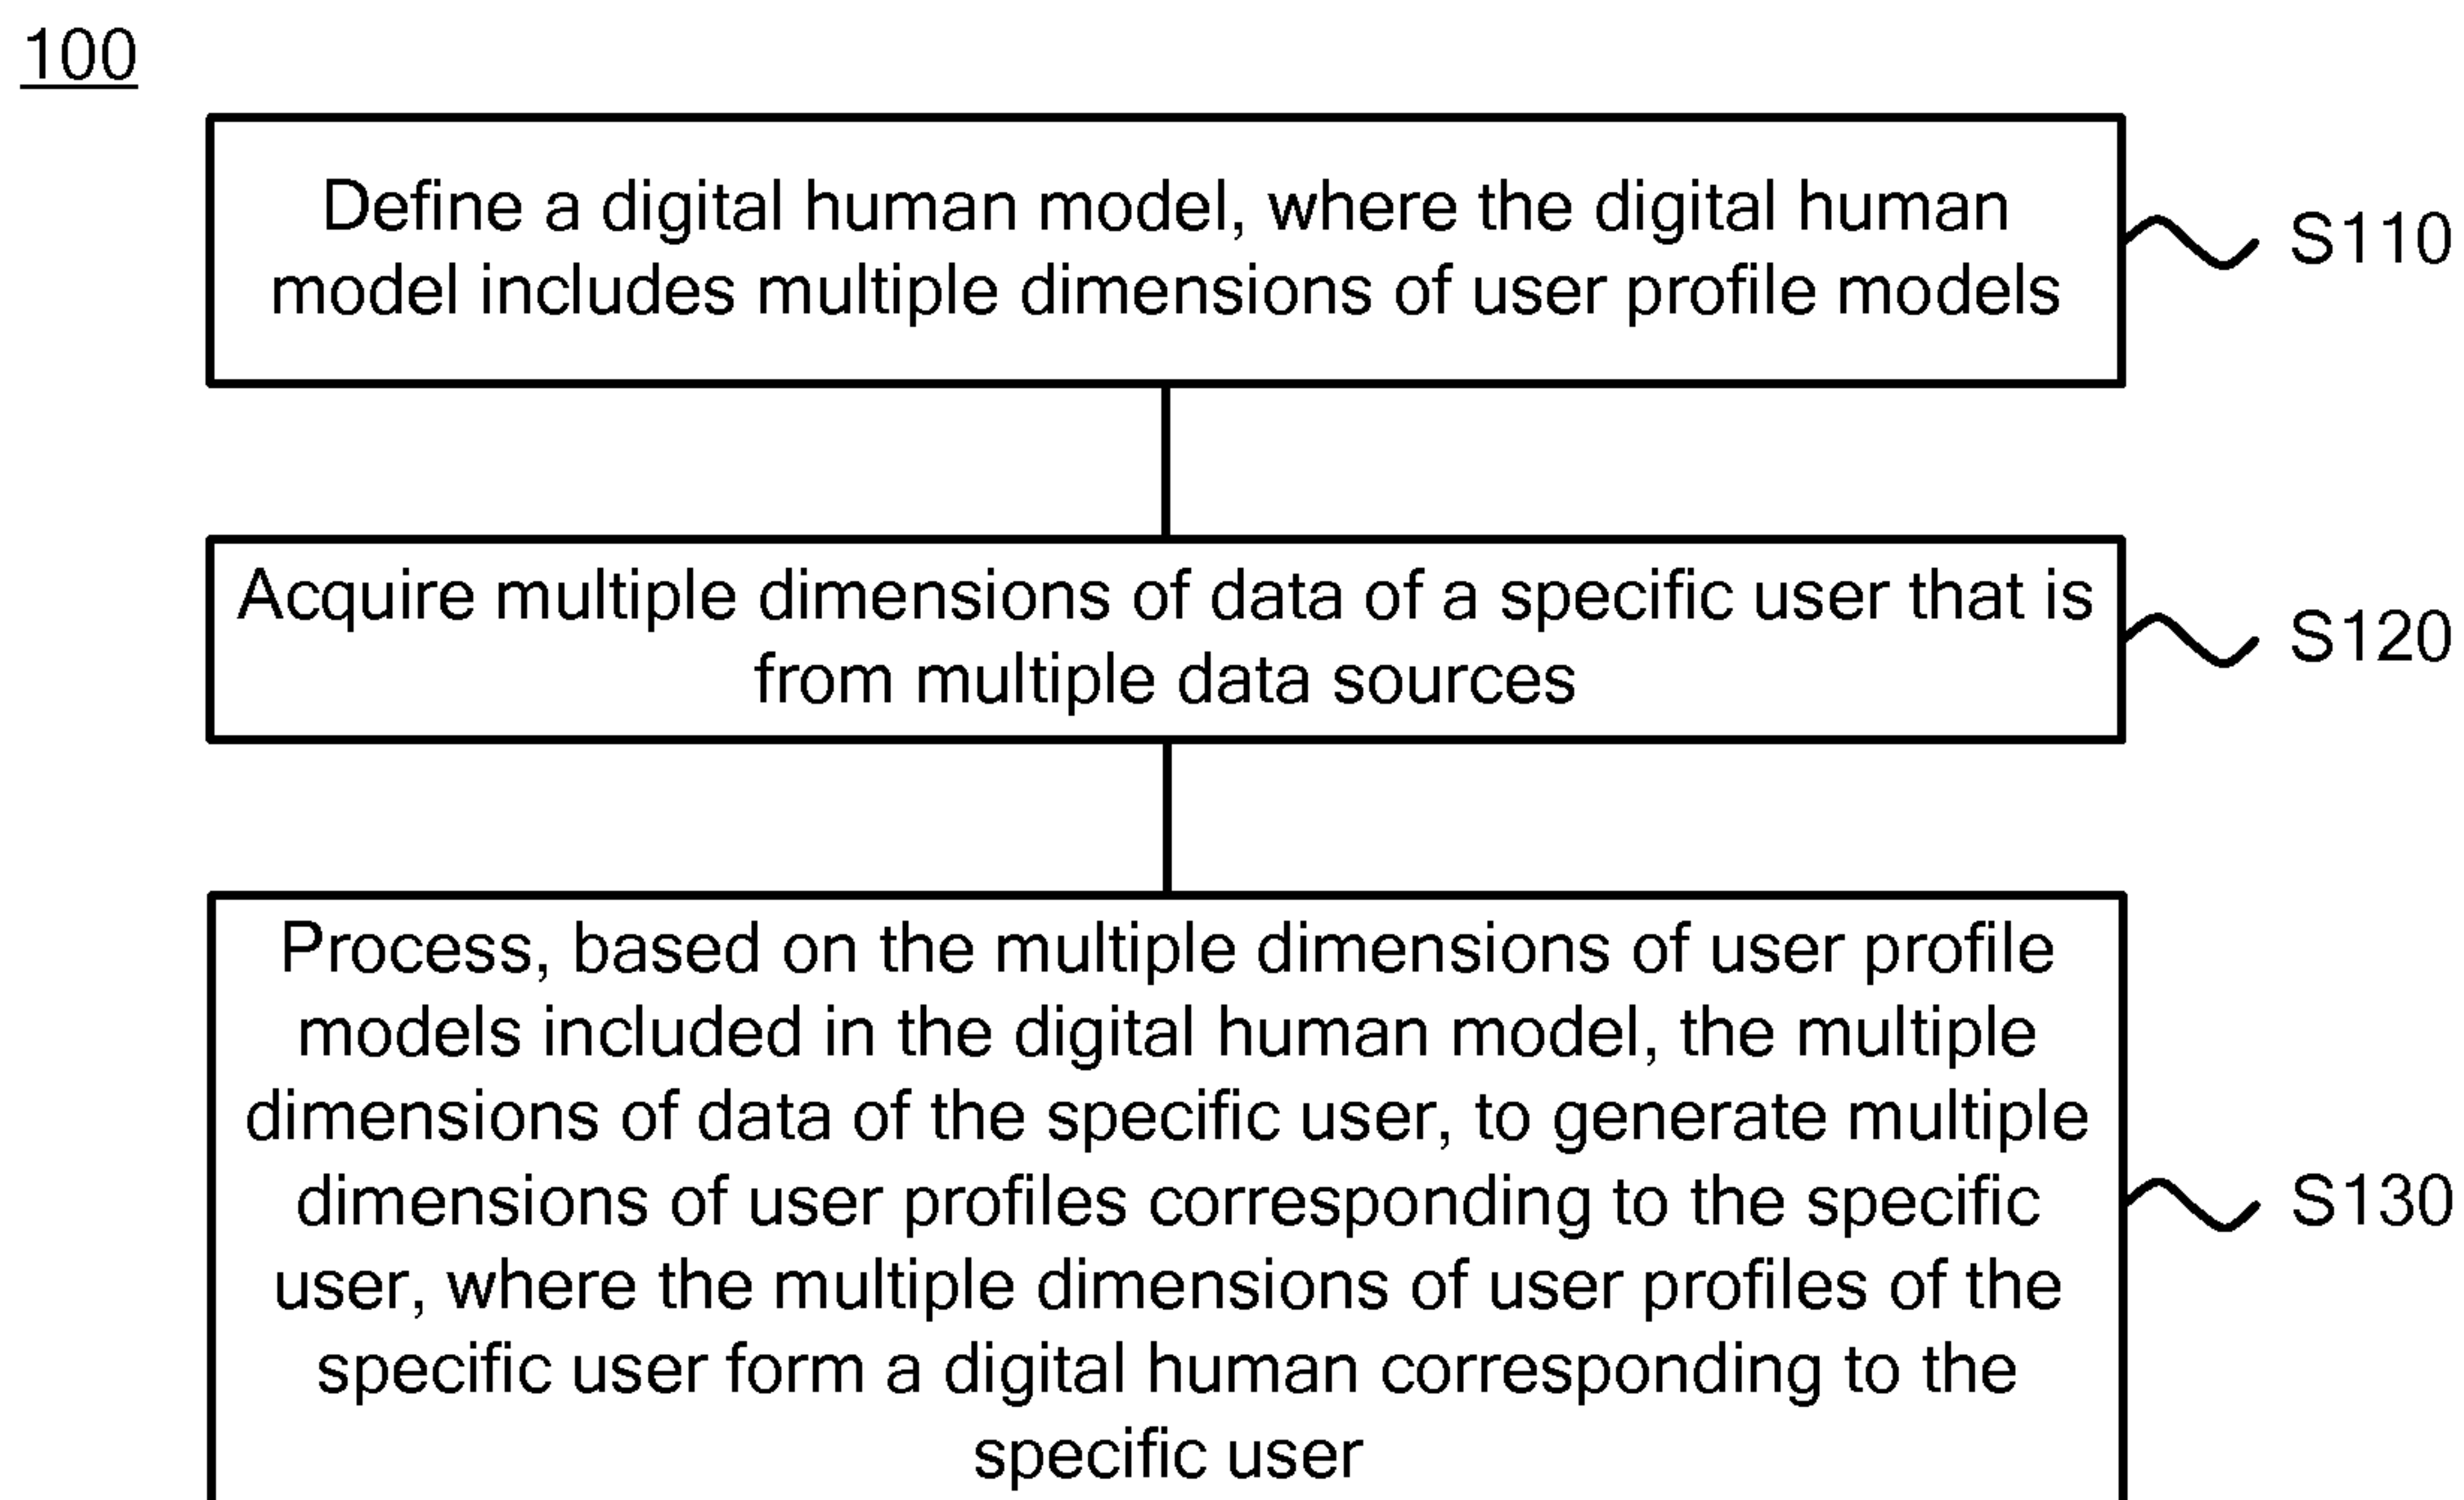 100
Define a digital human model, where the digital human
model includes multiple dimensions of user profile models
S110
Acquire multiple dimensions of data of a specific user that is
from multiple data sources
S120
Process, based on the multiple dimensions of user profile
models included in the digital human model, the multiple
dimensions of data of the specific user, to generate multiple
dimensions of user profiles corresponding to the specific
user, where the multiple dimensions of user profiles of the
specific user form a digital human corresponding to the
specific user
S130